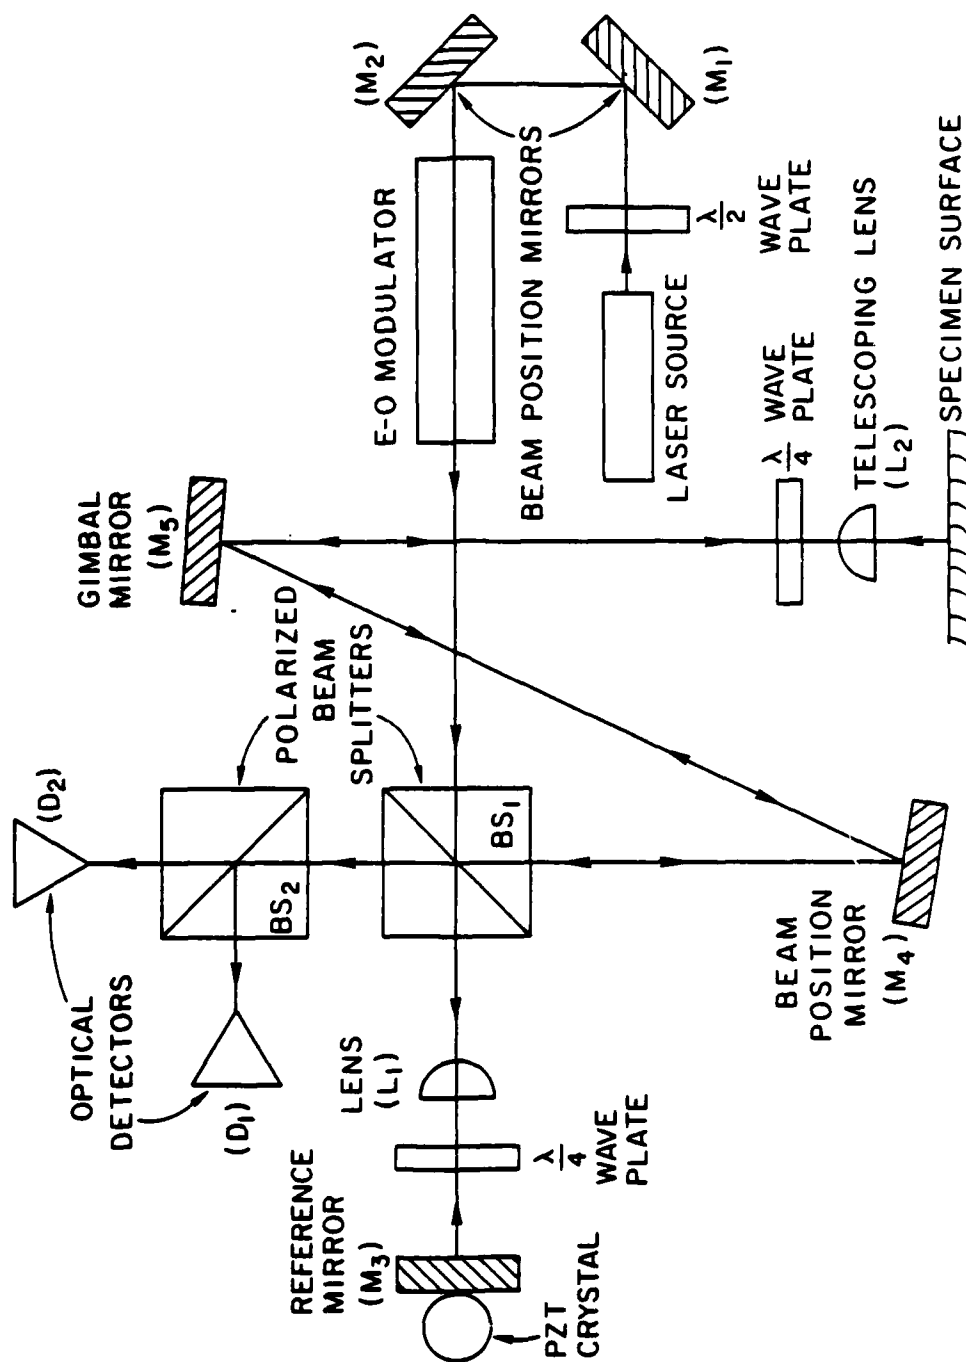 OPTICAL
DETECTORS
(D₂)
(D₁)
BS₂
POLARIZED
BEAM
SPLITTERS
BS₁
GIMBAL
MIRROR
(M₅)
E-O MODULATOR
(M₂)
BEAM POSITION MIRRORS
(M₁)
λ/2
WAVE
PLATE
LASER SOURCE
REFERENCE
MIRROR
(M₃)
PZT
CRYSTAL
LENS
(L₁)
λ/4
WAVE
PLATE
BEAM
POSITION
MIRROR
(M₄)
λ/4 WAVE
PLATE
TELESCOPING LENS
(L₂)
SPECIMEN SURFACE